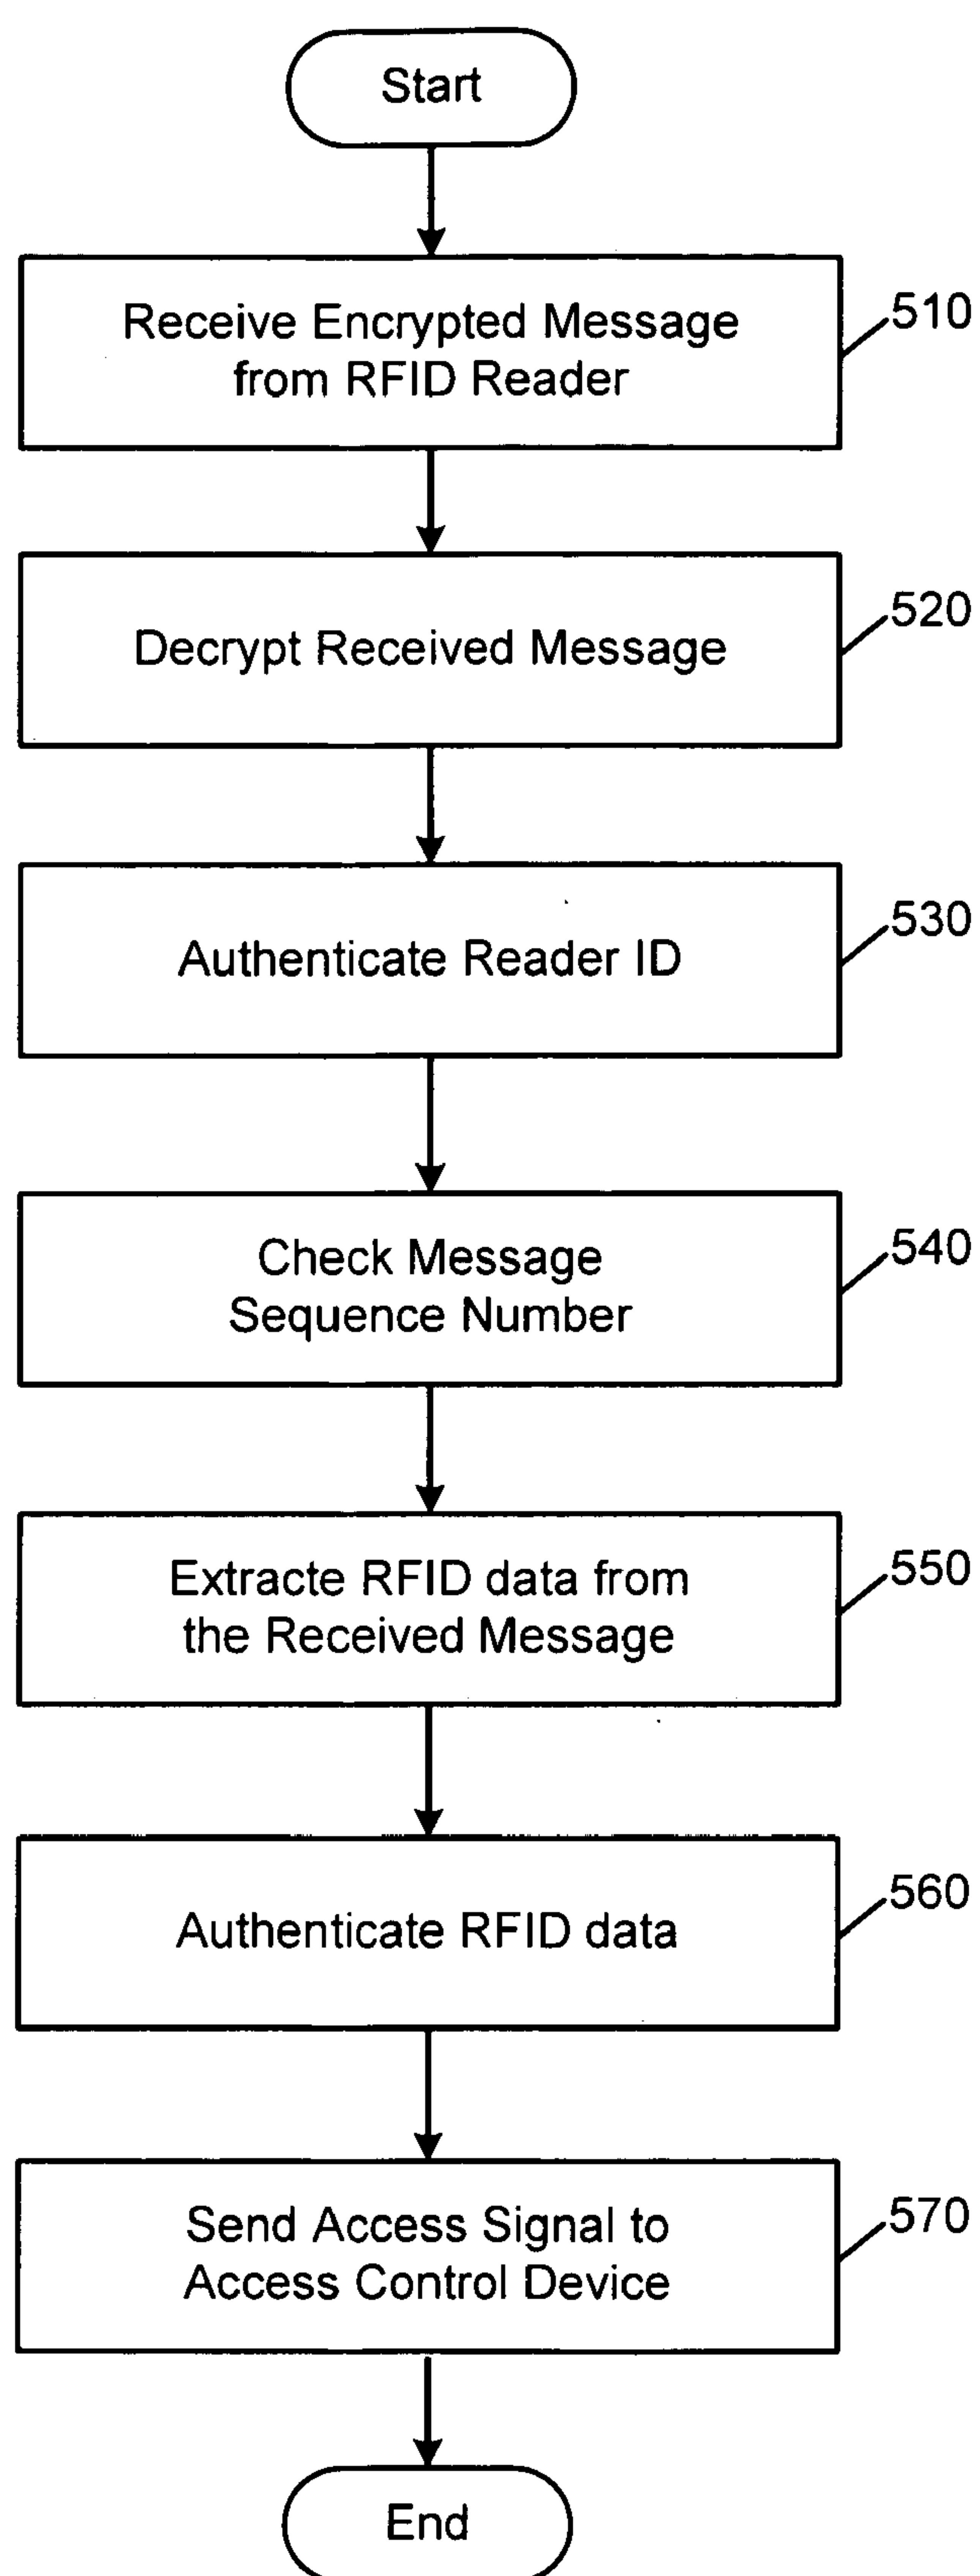 Start
Receive Encrypted Message
from RFID Reader
510
Decrypt Received Message
520
Authenticate Reader ID
530
Check Message
Sequence Number
540
Extracte RFID data from
the Received Message
550
Authenticate RFID data
560
Send Access Signal to
Access Control Device
570
End